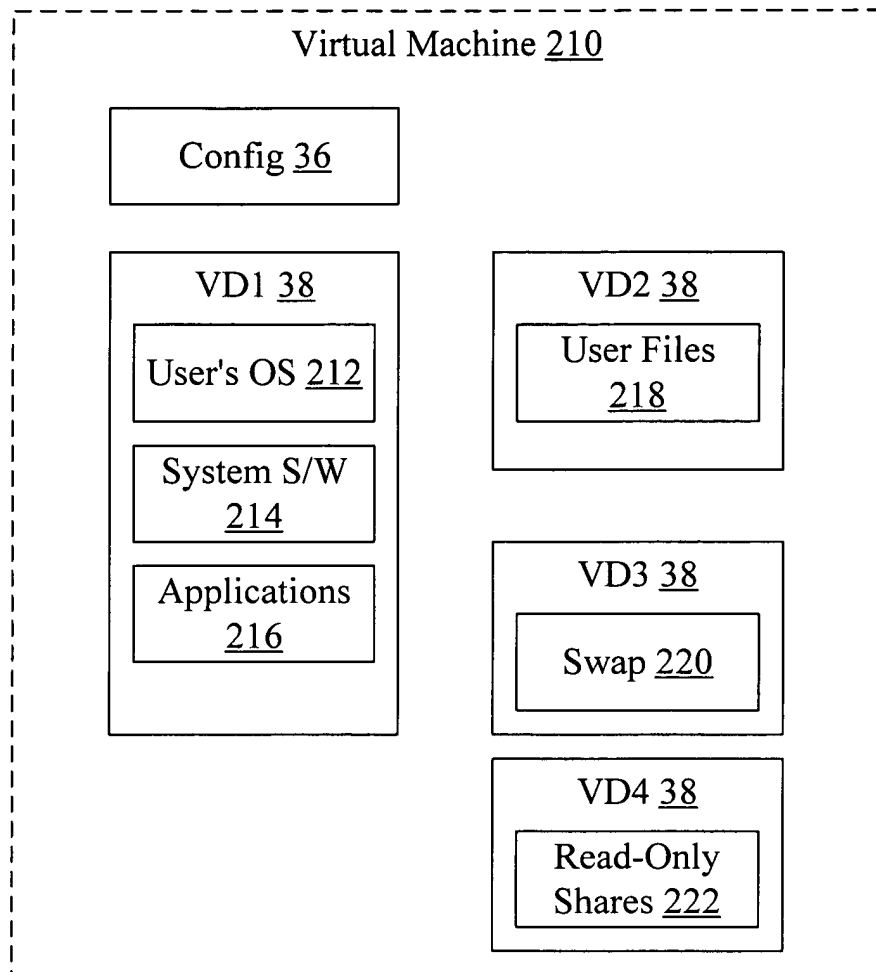 Virtual Machine 210
Config 36
VD1 38
User's OS 212
System S/W
214
Applications
216
VD2 38
User Files
218
VD3 38
Swap 220
VD4 38
Read-Only
Shares 222